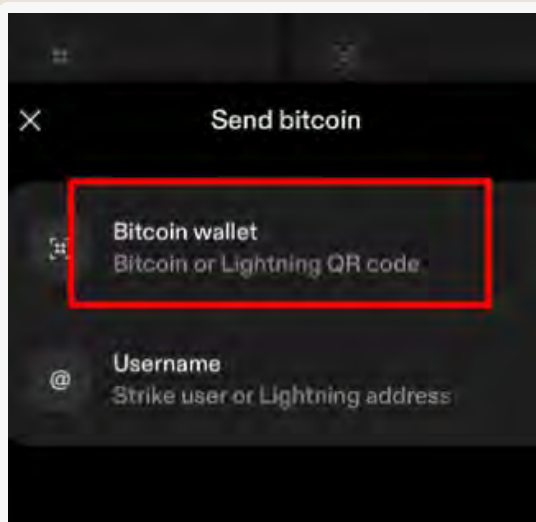 Send bitcoin
Bitcoin wallet
Bitcoin or Lightning QR code
@ Username
Strike user or Lightning address